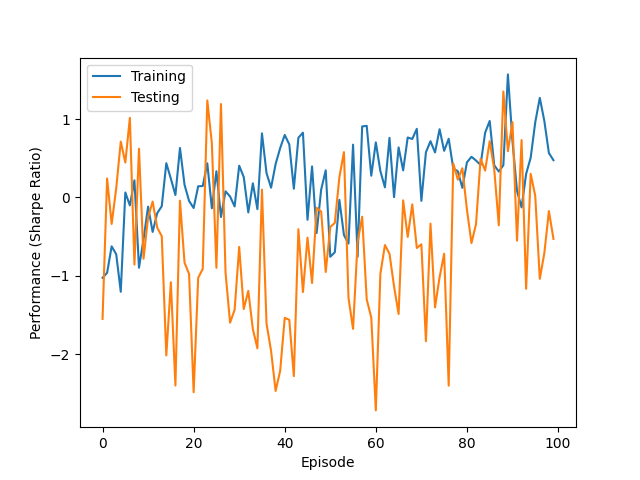 Training
Testing
Performance (Sharpe Ratio)
1
0
−1
−2
0 20 40 60 80 100
Episode